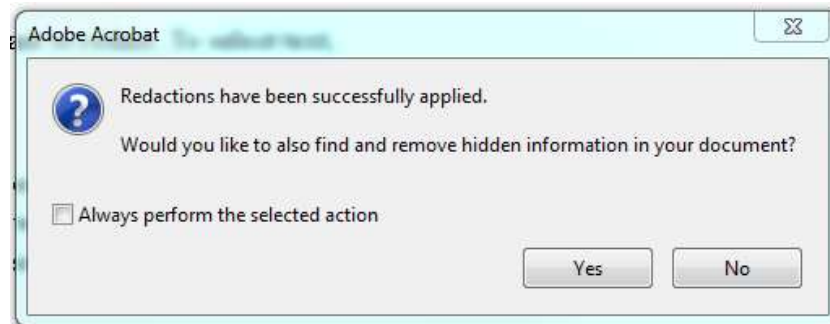 Adobe Acrobat
Redactions have been successfully applied.
Would you like to also find and remove hidden information in your document?
Always perform the selected action
Yes
No